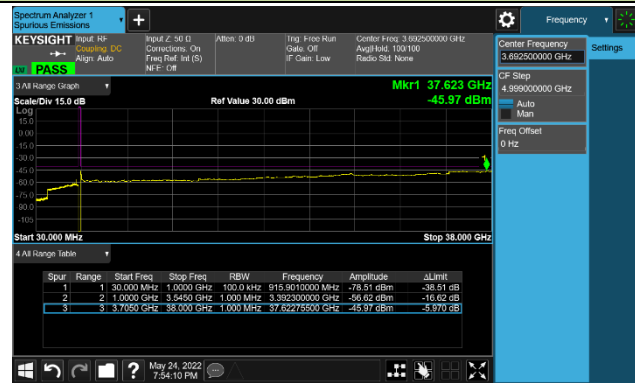 Spectrum Analyzer 1
Spurious Emissions
Frequency
KEYSIGHT
Input: RF
Coupling: DC
Align: Auto
Input Z: 50 Ω
Corrections: On
Freq Ref: Int (S)
NFE: Off
Atten: 0 dB
Trig: Free Run
Gate: Off
IF Gain: Low
Center Freq: 3.692500000 GHz
Avg|Hold: 100/100
Radio Std: None
PASS
Center Frequency
3.692500000 GHz
Settings
CF Step
4.999000000 GHz
Auto
Man
Freq Offset
0 Hz
3 All Range Graph
Mkr1 37.623 GHz
Scale/Div 15.0 dB
Ref Value 30.00 dBm
-45.97 dBm
Log
15.0
0.00
-15.0
-30.0
-45.0
-60.0
-75.0
-90.0
-105
Start 30.000 MHz
Stop 38.000 GHz
4 All Range Table
Spur Range Start Freq Stop Freq RBW Frequency Amplitude ΔLimit
1 1 30.000 MHz 1.0000 GHz 100.0 kHz 915.9010000 MHz -78.51 dBm -38.51 dB
2 2 1.0000 GHz 3.5450 GHz 1.000 MHz 3.392300000 GHz -56.62 dBm -16.62 dB
3 3 3.7050 GHz 38.000 GHz 1.000 MHz 37.62275500 GHz -45.97 dBm -5.970 dB
May 24, 2022
7:54:10 PM